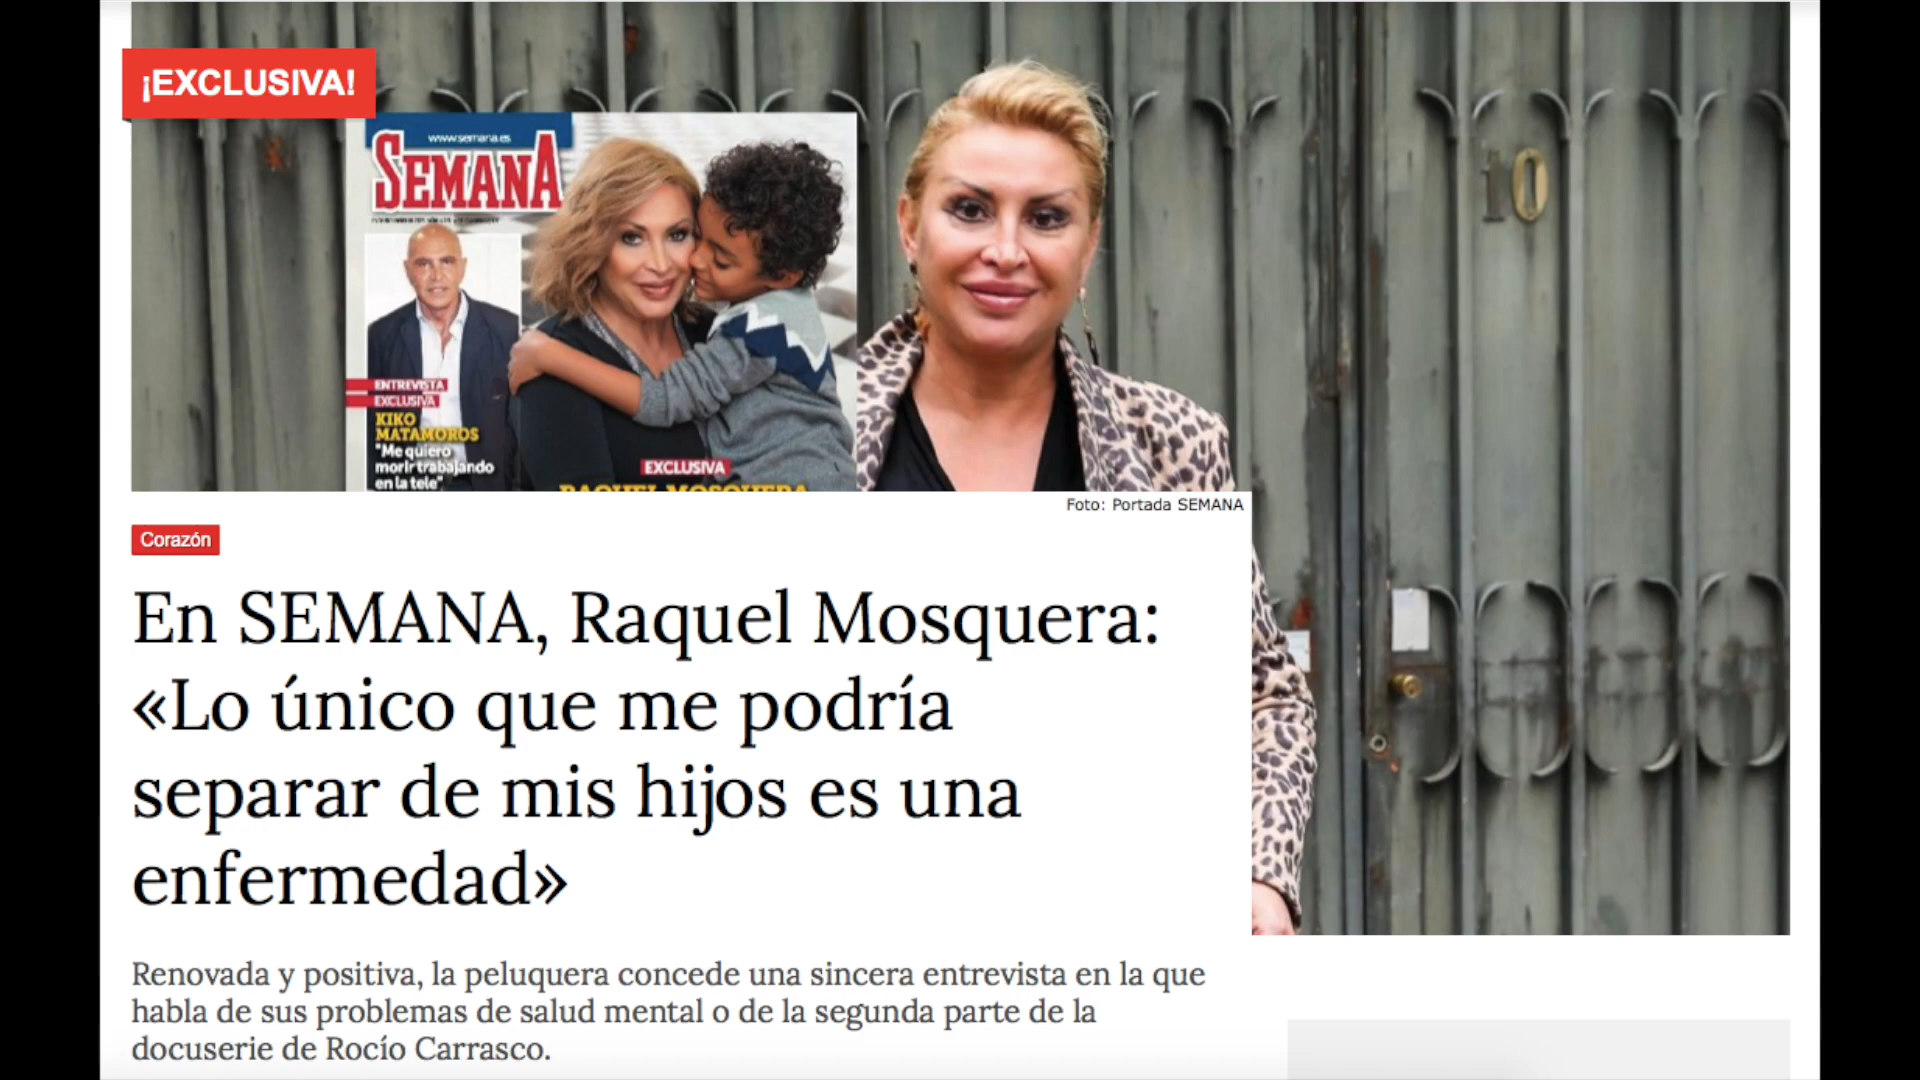 ¡EXCLUSIVA!
www.semana.es
SEMANA
ENTREVISTA
EXCLUSIVA
KIKO
MATAMOROS
"Me quiero
morir trabajando
en la tele"
EXCLUSIVA
RAQUEL MOSQUERA
10
Foto: Portada SEMANA
Corazón
En SEMANA, Raquel Mosquera:
«Lo único que me podría
separar de mis hijos es una
enfermedad»
Renovada y positiva, la peluquera concede una sincera entrevista en la que
habla de sus problemas de salud mental o de la segunda parte de la
docuserie de Rocío Carrasco.